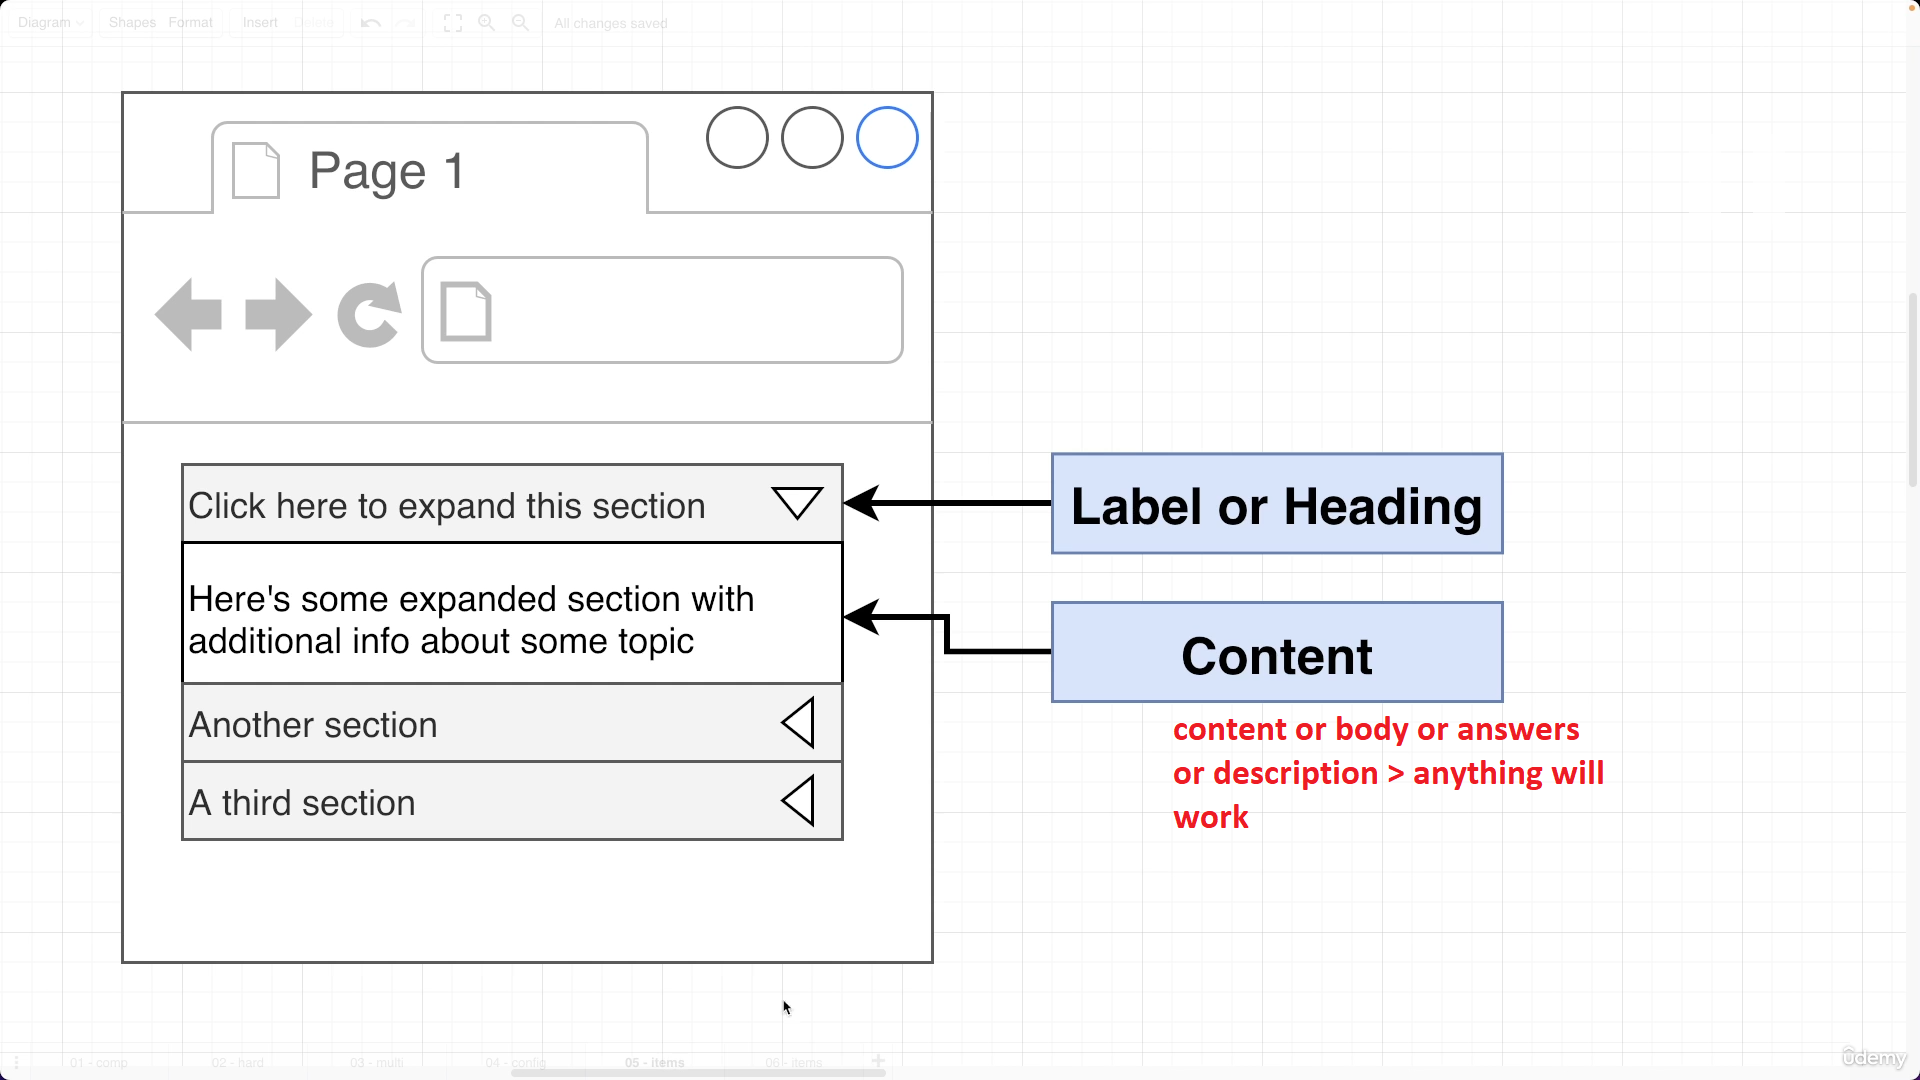 Diagram
Shapes
Format
Insert
Delete
All changes saved
Page 1
Click here to expand this section
Label or Heading
Here's some expanded section with
additional info about some topic
Content
Another section
content or body or answers
or description > anything will
work
A third section
01 - comp
02 - hard
03 - multi
04 - config
05 - items
06 - items
ûdemy